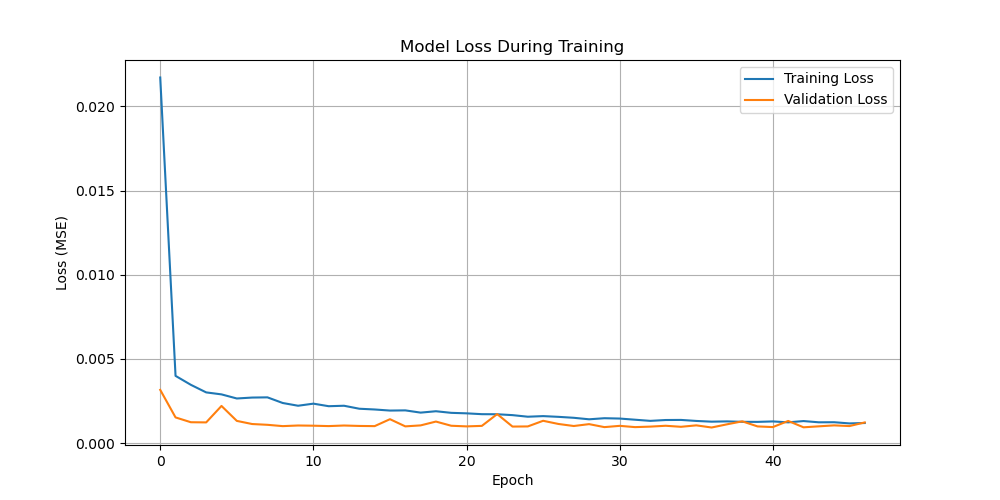 Model Loss During Training
Training Loss
Validation Loss
0.020
0.015
0.010
0.005
0.000
Loss (MSE)
0 10 20 30 40
Epoch